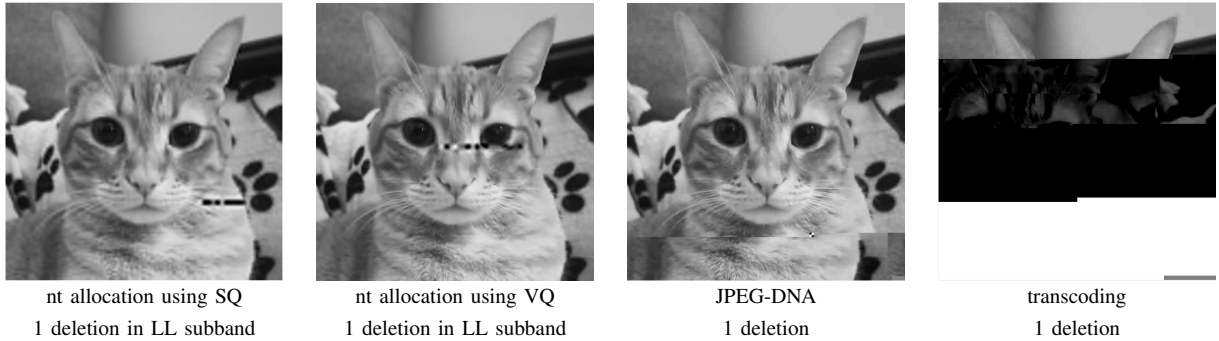 nt allocation using SQ
1 deletion in LL subband
nt allocation using VQ
1 deletion in LL subband
JPEG-DNA
1 deletion
transcoding
1 deletion